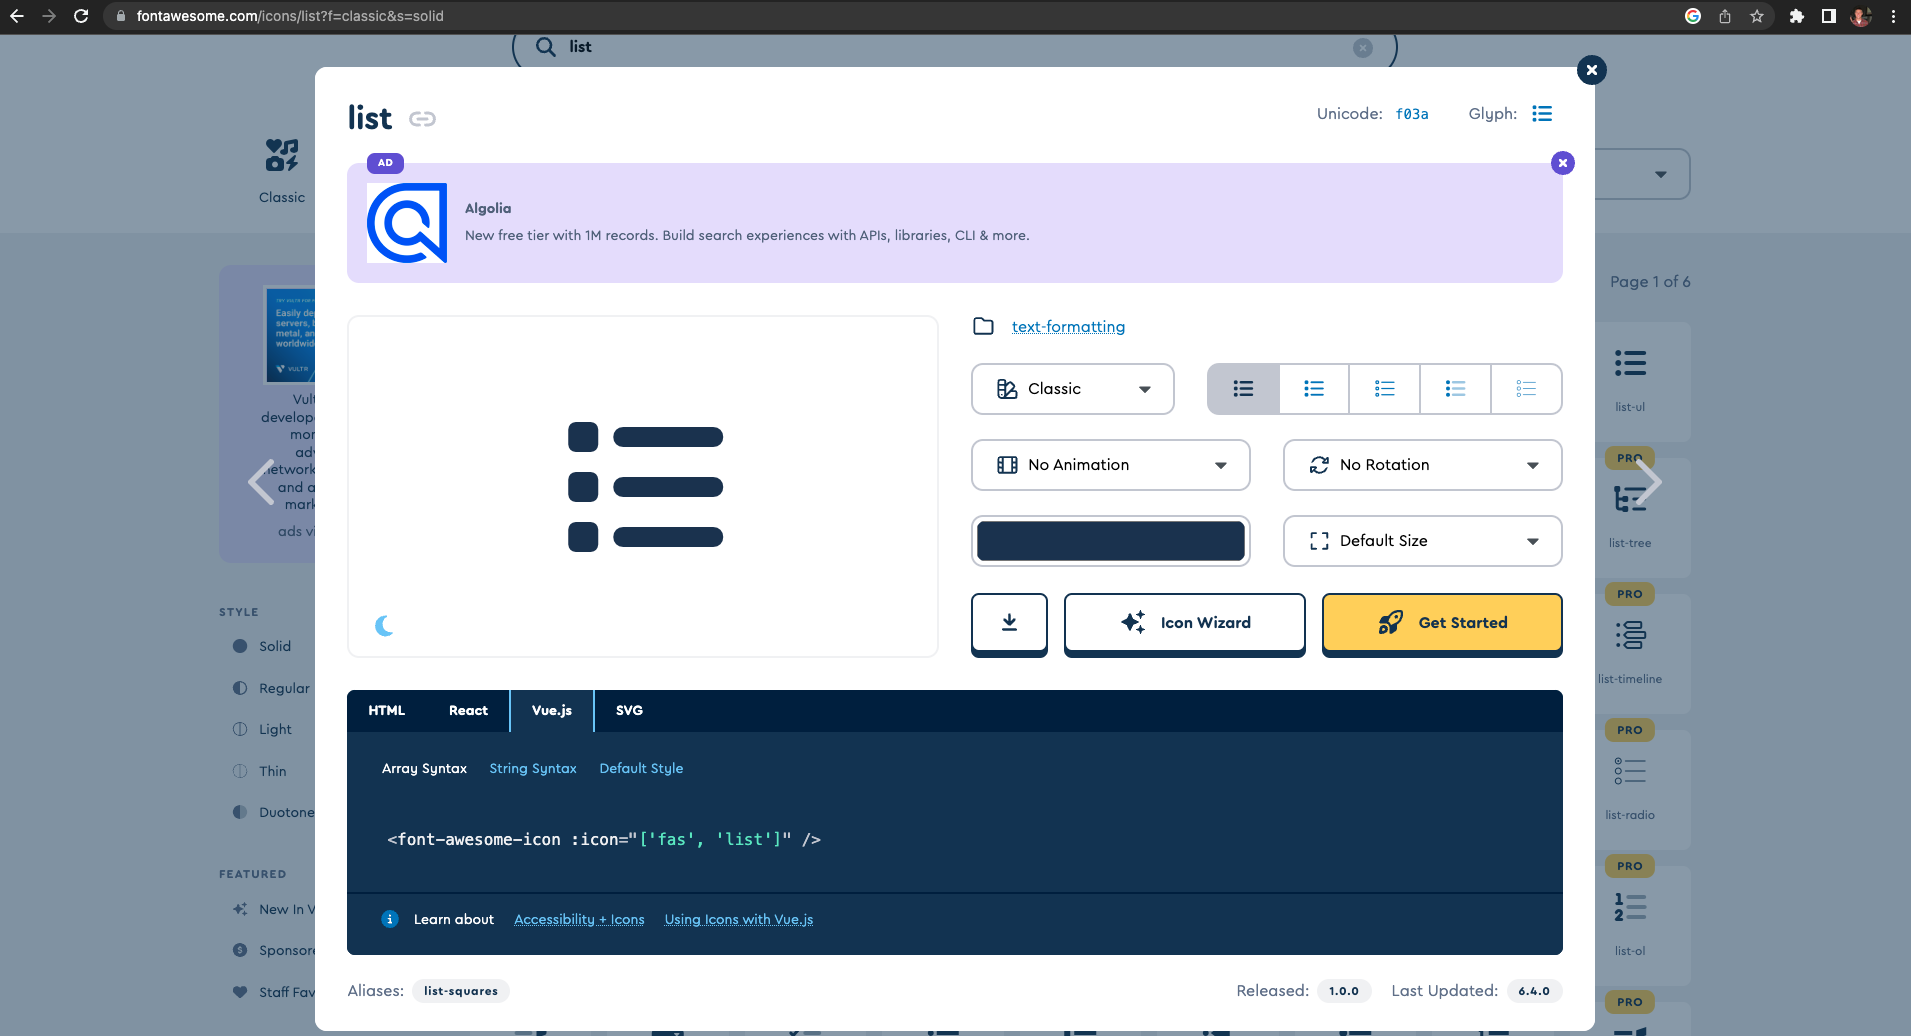 fontawesome.com/icons/list?f=classic&s=solid
list
list
Unicode: f03a
Glyph:
AD
Algolia
New free tier with 1M records. Build search experiences with APIs, libraries, CLI & more.
Classic
Page 1 of 6
Easily
servers,
metal, an
worldwide
VULTR
Vult
develop
mor
adv
network
and a
mark
ads vi
text-formatting
Classic
No Animation
No Rotation
Default Size
Icon Wizard
Get Started
list-ul
PRO
list-tree
PRO
list-timeline
PRO
list-radio
PRO
1
2
list-ol
PRO
STYLE
Solid
Regular
Light
Thin
Duotone
FEATURED
New In V
Sponsore
Staff Fav
HTML
React
Vue.js
SVG
Array Syntax
String Syntax
Default Style
<font-awesome-icon :icon="['fas', 'list']" />
Learn about
Accessibility + Icons
Using Icons with Vue.js
Aliases: list-squares
Released: 1.0.0
Last Updated: 6.4.0